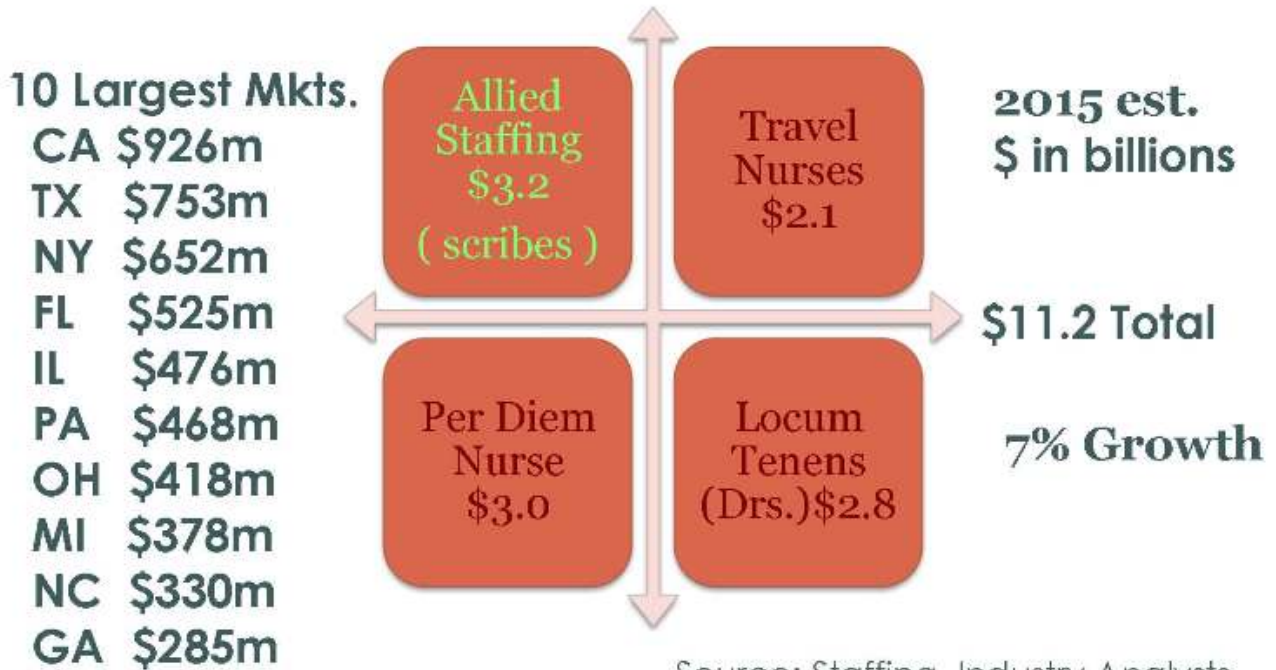 10 Largest Mkts.
CA $926m
TX $753m
NY $652m
FL $525m
IL $476m
PA $468m
OH $418m
MI $378m
NC $330m
GA $285m
Allied
Staffing
$3.2
( scribes )
Travel
Nurses
$2.1
Per Diem
Nurse
$3.0
Locum
Tenens
(Drs.)$2.8
2015 est.
$ in billions
$11.2 Total
7% Growth
Source: Staffing Industry Analysts